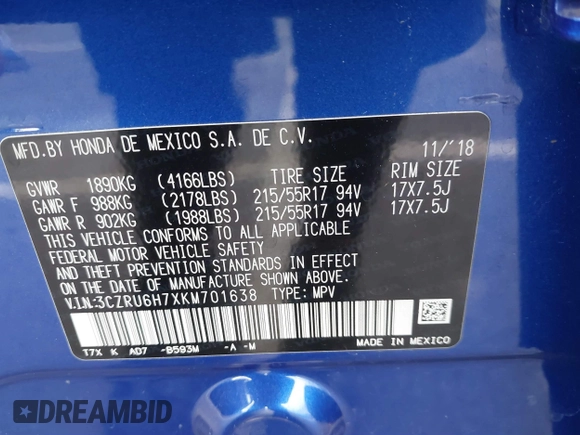 MFD.BY HONDA DE MEXICO S.A. DE C.V. 11/'18
GVWR 1890KG (4166LBS) TIRE SIZE RIM SIZE
GAWR F 988KG (2178LBS) 215/55R17 94V 17X7.5J
GAWR R 902KG (1988LBS) 215/55R17 94V 17X7.5J
THIS VEHICLE CONFORMS TO ALL APPLICABLE
FEDERAL MOTOR VEHICLE SAFETY
AND THEFT PREVENTION STANDARDS IN EFFECT
ON THE DATE OF MANUFACTURE SHOWN ABOVE.
V.I.N:3CZRU6H7XKM701638 TYPE: MPV
T7X K AD7 -B593M -A -M MADE IN MEXICO
DREAMBID